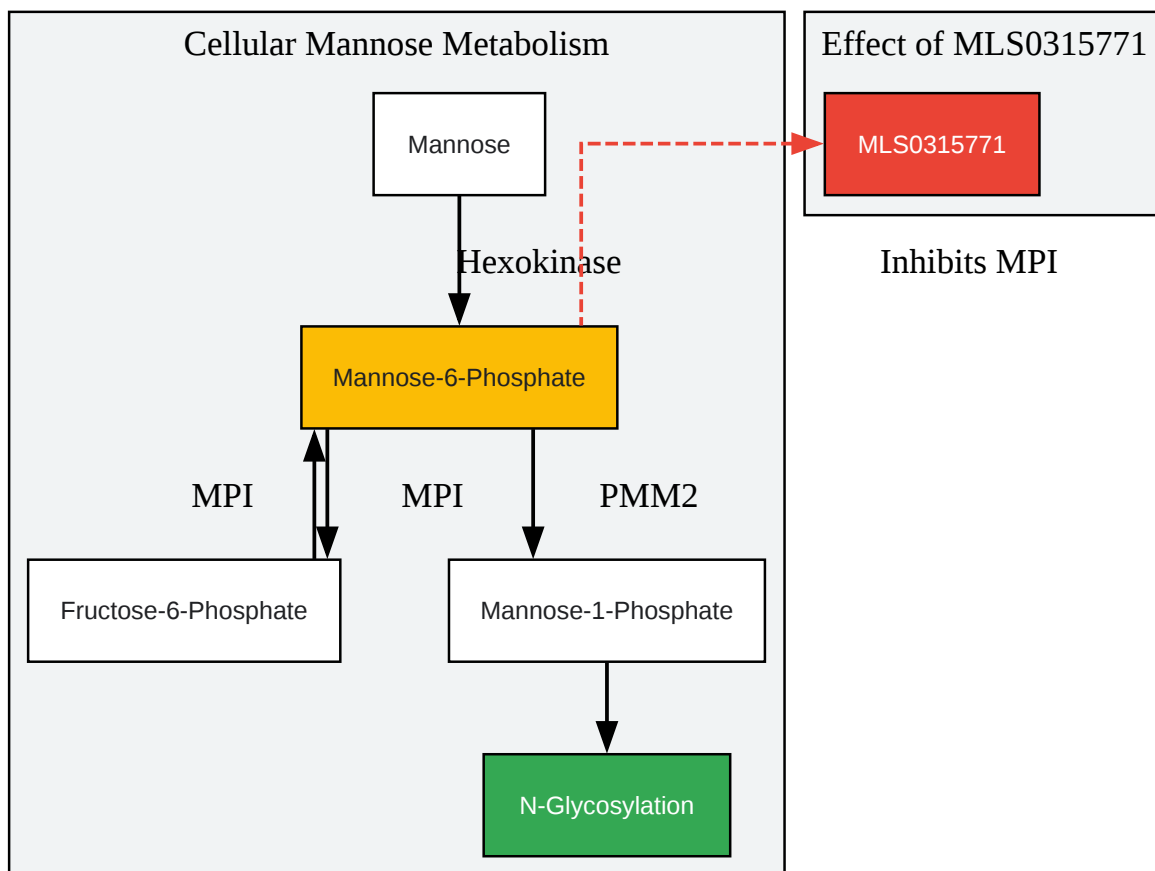 Cellular Mannose Metabolism
Effect of MLS0315771
Mannose
MLS0315771
Hexokinase
Inhibits MPI
Mannose-6-Phosphate
MPI
MPI
PMM2
Fructose-6-Phosphate
Mannose-1-Phosphate
N-Glycosylation